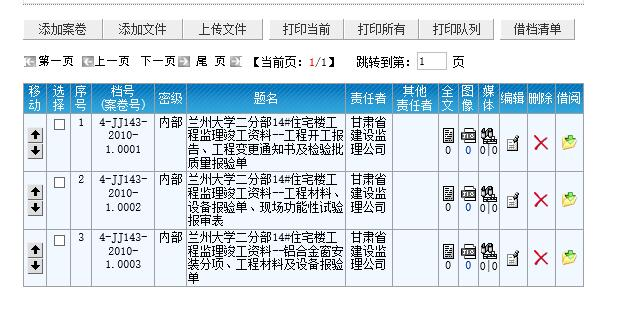 添加案卷 添加文件 上传文件 打印当前 打印所有 打印队列 借档清单
第一页 上一页 下一页 尾 页 【当前页：1/1】 跳转到第： 1 页
移动 选择 序号 档号(案卷号) 密级 题名 责任者 其他责任者 全文 图像 媒体 编辑 删除 借阅
1 4-JJ143-2010-1.0001 内部 兰州大学二分部14#住宅楼工程监理竣工资料--工程开工报告、工程变更通知书及检验批质量报验单 甘肃省建设监理公司 0 0 0|0
2 4-JJ143-2010-1.0002 内部 兰州大学二分部14#住宅楼工程监理竣工资料--工程材料、设备报验单、现场功能性试验报审表 甘肃省建设监理公司 0 0 0|0
3 4-JJ143-2010-1.0003 内部 兰州大学二分部14#住宅楼工程监理竣工资料--铝合金窗安装分项、工程材料及设备报验单 甘肃省建设监理公司 0 0 0|0